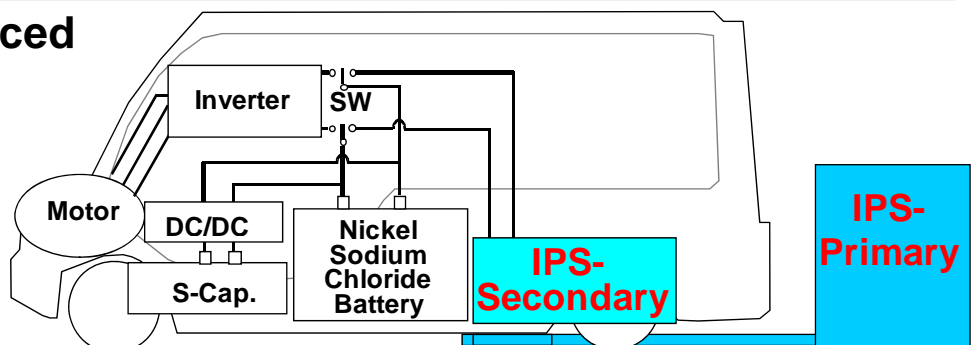 ced
Inverter
SW
Motor
DC/DC
S-Cap.
Nickel
Sodium
Chloride
Battery
IPS-
Secondary
IPS-
Primary